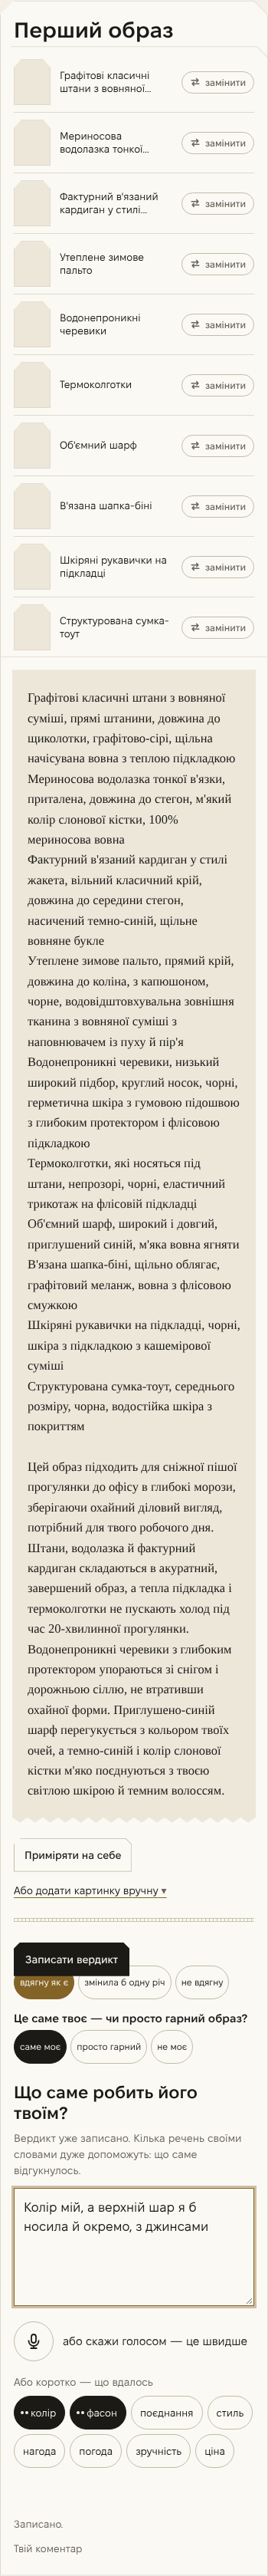 Перший образ
Графітові класичні
штани з вовняної...
замінити
Мериносова
водолазка тонкої...
замінити
Фактурний в'язаний
кардиган у стилі...
замінити
Утеплене зимове
пальто
замінити
Водонепроникні
черевики
замінити
Термоколготки
замінити
Об'ємний шарф
замінити
В'язана шапка-біні
замінити
Шкіряні рукавички на
підкладці
замінити
Структурована сумка-
тоут
замінити
Графітові класичні штани з вовняної
суміші, прямі штанини, довжина до
щиколотки, графітово-сірі, щільна
начісувана вовна з теплою підкладкою
Мериносова водолазка тонкої в'язки,
приталена, довжина до стегон, м'який
колір слонової кістки, 100%
мериносова вовна
Фактурний в'язаний кардиган у стилі
жакета, вільний класичний крій,
довжина до середини стегон,
насичений темно-синій, щільне
вовняне букле
Утеплене зимове пальто, прямий крій,
довжина до коліна, з капюшоном,
чорне, водовідштовхувальна зовнішня
тканина з вовняної суміші з
наповнювачем із пуху й пір'я
Водонепроникні черевики, низький
широкий підбор, круглий носок, чорні,
герметична шкіра з гумовою підошвою
з глибоким протектором і флісовою
підкладкою
Термоколготки, які носяться під
штани, непрозорі, чорні, еластичний
трикотаж на флісовій підкладці
Об'ємний шарф, широкий і довгий,
приглушений синій, м'яка вовна ягняти
В'язана шапка-біні, щільно облягає,
графітовий меланж, вовна з флісовою
смужкою
Шкіряні рукавички на підкладці, чорні,
шкіра з підкладкою з кашемірової
суміші
Структурована сумка-тоут, середнього
розміру, чорна, водостійка шкіра з
покриттям
Цей образ підходить для сніжної пішої
прогулянки до офісу в глибокі морози,
зберігаючи охайний діловий вигляд,
потрібний для твого робочого дня.
Штани, водолазка й фактурний
кардиган складаються в акуратний,
завершений образ, а тепла підкладка і
термоколготки не пускають холод під
час 20-хвилинної прогулянки.
Водонепроникні черевики з глибоким
протектором упораються зі снігом і
дорожньою сіллю, не втративши
охайної форми. Приглушено-синій
шарф перегукується з кольором твоїх
очей, а темно-синій і колір слонової
кістки м'яко поєднуються з твоєю
світлою шкірою й темним волоссям.
Приміряти на себе
Або додати картинку вручну ▾
Записати вердикт
вдягну як є
змінила б одну річ
не вдягну
Це саме твоє — чи просто гарний образ?
саме моє
просто гарний
не моє
Що саме робить його
твоїм?
Вердикт уже записано. Кілька речень своїми
словами дуже допоможуть: що саме
відгукнулось.
Колір мій, а верхній шар я б
носила й окремо, з джинсами
або скажи голосом — це швидше
Або коротко — що вдалось
колір
фасон
поєднання
стиль
нагода
погода
зручність
ціна
Записано.
Твій коментар